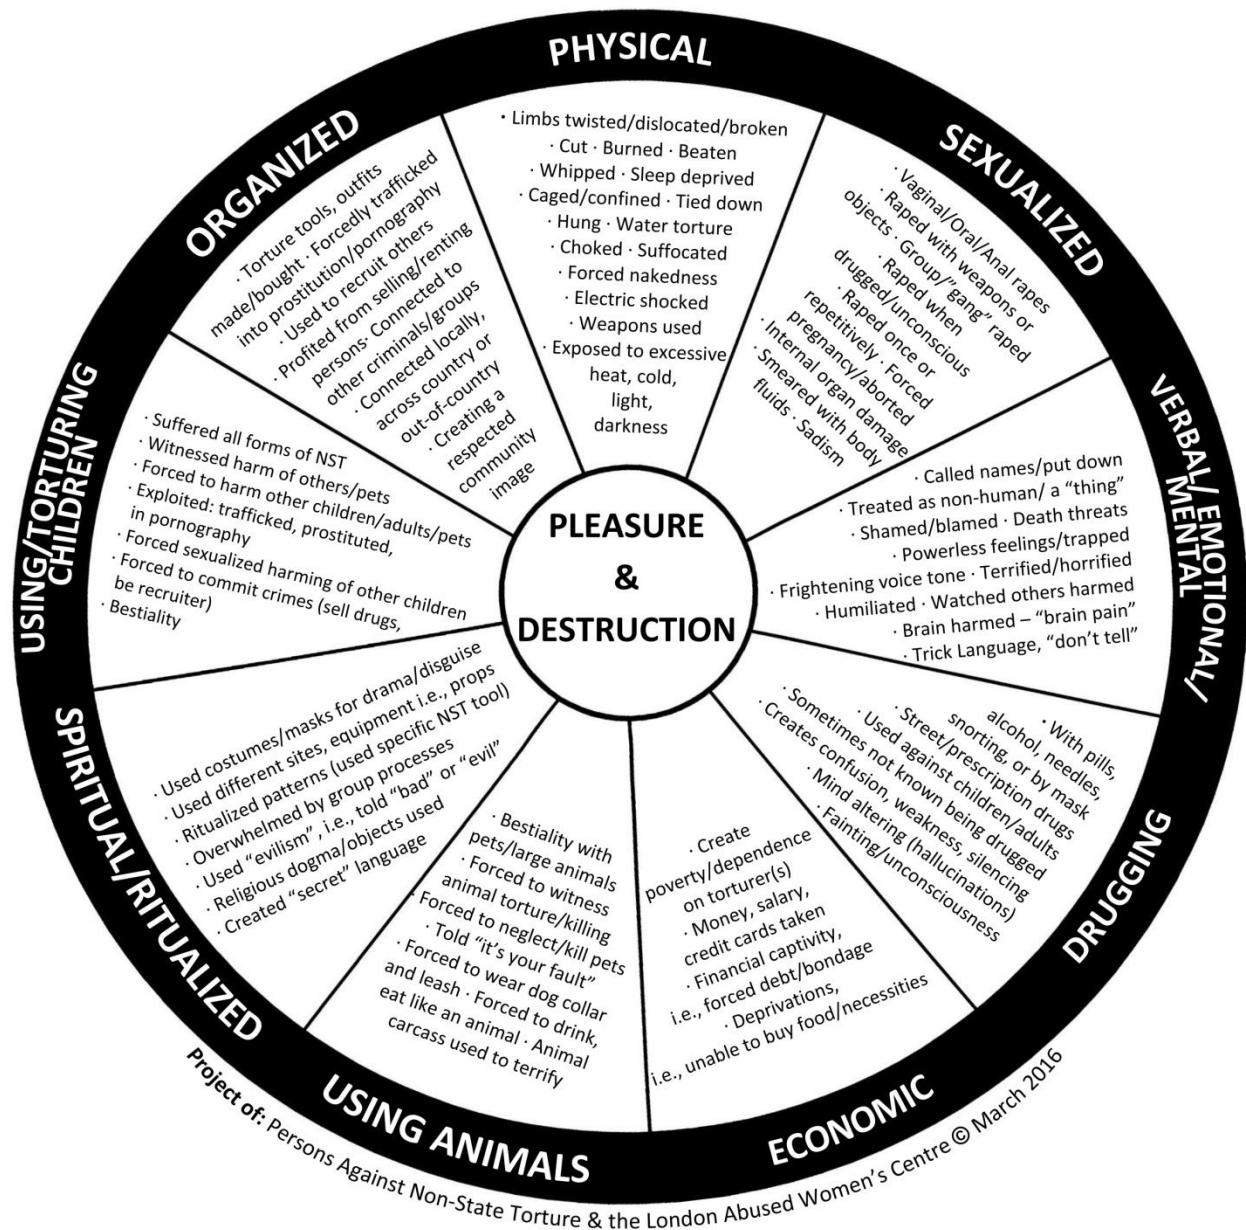 PHYSICAL
· Limbs twisted/dislocated/broken
· Cut · Burned · Beaten
· Whipped · Sleep deprived
· Caged/confined · Tied down
· Hung · Water torture
· Choked · Suffocated
· Forced nakedness
· Electric shocked
· Weapons used
· Exposed to excessive
heat, cold,
light,
darkness
SEXUALIZED
· Vaginal/Oral/Anal rapes
· Raped with weapons or
objects · Group/"gang" raped
· Raped when
drugged/unconscious
· Raped once or
repetitively · Forced
pregnancy/aborted
· Internal organ damage
· Smeared with body
fluids · Sadism
VERBAL/ EMOTIONAL/
MENTAL
· Called names/put down
· Treated as non-human/ a “thing”
· Shamed/blamed · Death threats
· Powerless feelings/trapped
· Frightening voice tone · Terrified/horrified
· Humiliated · Watched others harmed
· Brain harmed – “brain pain”
· Trick Language, “don’t tell”
DRUGGING
· With pills,
alcohol, needles,
snorting, or by mask
· Street/prescription drugs
· Used against children/adults
· Sometimes not known being drugged
· Creates confusion, weakness, silencing
· Mind altering (hallucinations)
· Fainting/unconsciousness
ECONOMIC
· Create
poverty/dependence
on torturer(s)
· Money, salary,
credit cards taken
· Financial captivity,
i.e., forced debt/bondage
· Deprivations,
i.e., unable to buy food/necessities
USING ANIMALS
· Bestiality with
pets/large animals
· Forced to witness
animal torture/killing
· Forced to neglect/kill pets
· Told “it’s your fault”
· Forced to wear dog collar
and leash · Forced to drink,
eat like an animal · Animal
carcass used to terrify
SPIRITUAL/RITUALIZED
· Used costumes/masks for drama/disguise
· Used different sites, equipment i.e., props
· Ritualized patterns (used specific NST tool)
· Overwhelmed by group processes
· Used “evilism”, i.e., told “bad” or “evil”
· Religious dogma/objects used
· Created “secret” language
USING/TORTURING
CHILDREN
· Suffered all forms of NST
· Witnessed harm of others/pets
· Forced to harm other children/adults/pets
· Exploited: trafficked, prostituted,
in pornography
· Forced sexualized harming of other children
· Forced to commit crimes (sell drugs,
be recruiter)
· Bestiality
ORGANIZED
· Torture tools, outfits
made/bought · Forcedly trafficked
into prostitution/pornography
· Used to recruit others
· Profited from selling/renting
persons · Connected to
other criminals/groups
· Connected locally,
across country or
out-of-country
· Creating a
respected
community
image
PLEASURE
&
DESTRUCTION
Project of: Persons Against Non-State Torture & the London Abused Women’s Centre © March 2016